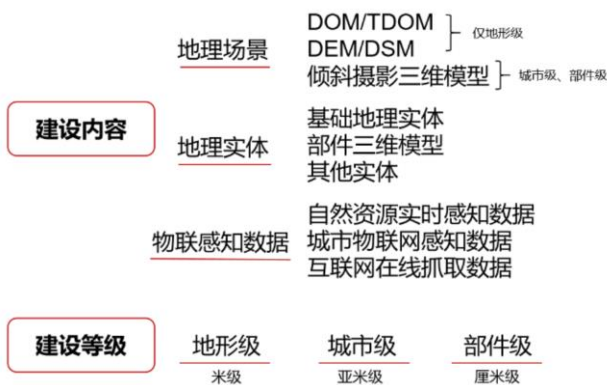 DOM/TDOM
地理场景
DEM/DSM
仅地形级
倾斜摄影三维模型
城市级、部件级
建设内容
基础地理实体
地理实体
部件三维模型
其他实体
自然资源实时感知数据
物联感知数据
城市物联网感知数据
互联网在线抓取数据
建设等级
地形级
城市级
部件级
米级
亚米级
厘米级